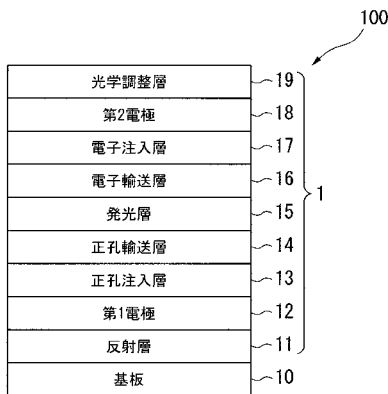 100
光学調整層 19
第2電極 18
電子注入層 17
電子輸送層 16
発光層 15
1
正孔輸送層 14
正孔注入層 13
第1電極 12
反射層 11
基板 10